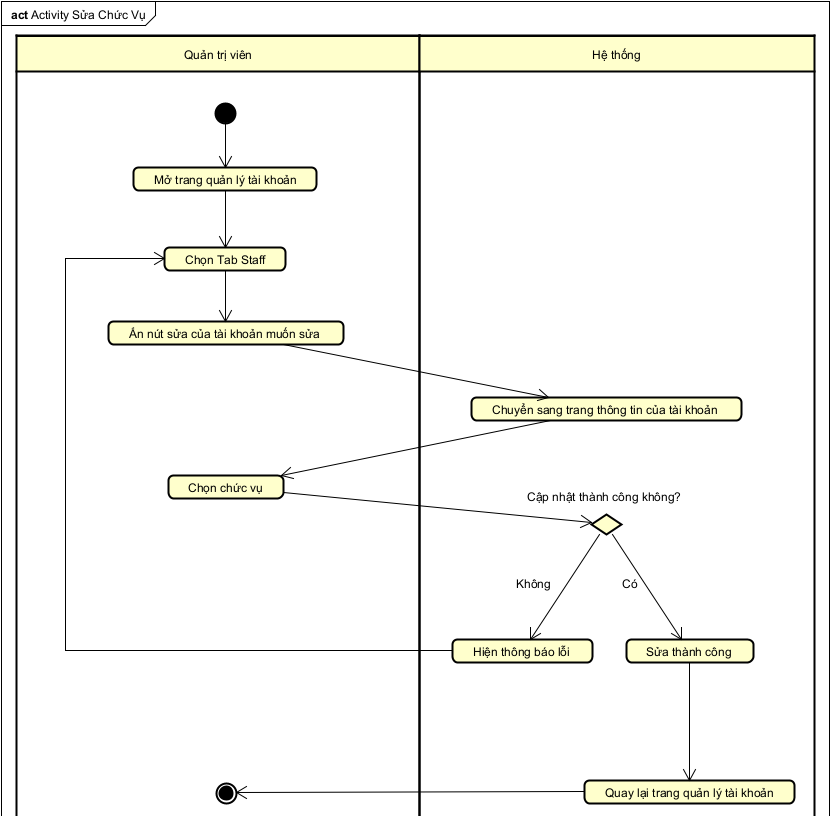 act Activity Sửa Chức Vụ
Quản trị viên
Hệ thống
Mở trang quản lý tài khoản
Chọn Tab Staff
Ấn nút sửa của tài khoản muốn sửa
Chuyển sang trang thông tin của tài khoản
Chọn chức vụ
Cập nhật thành công không?
Không
Có
Hiện thông báo lỗi
Sửa thành công
Quay lại trang quản lý tài khoản